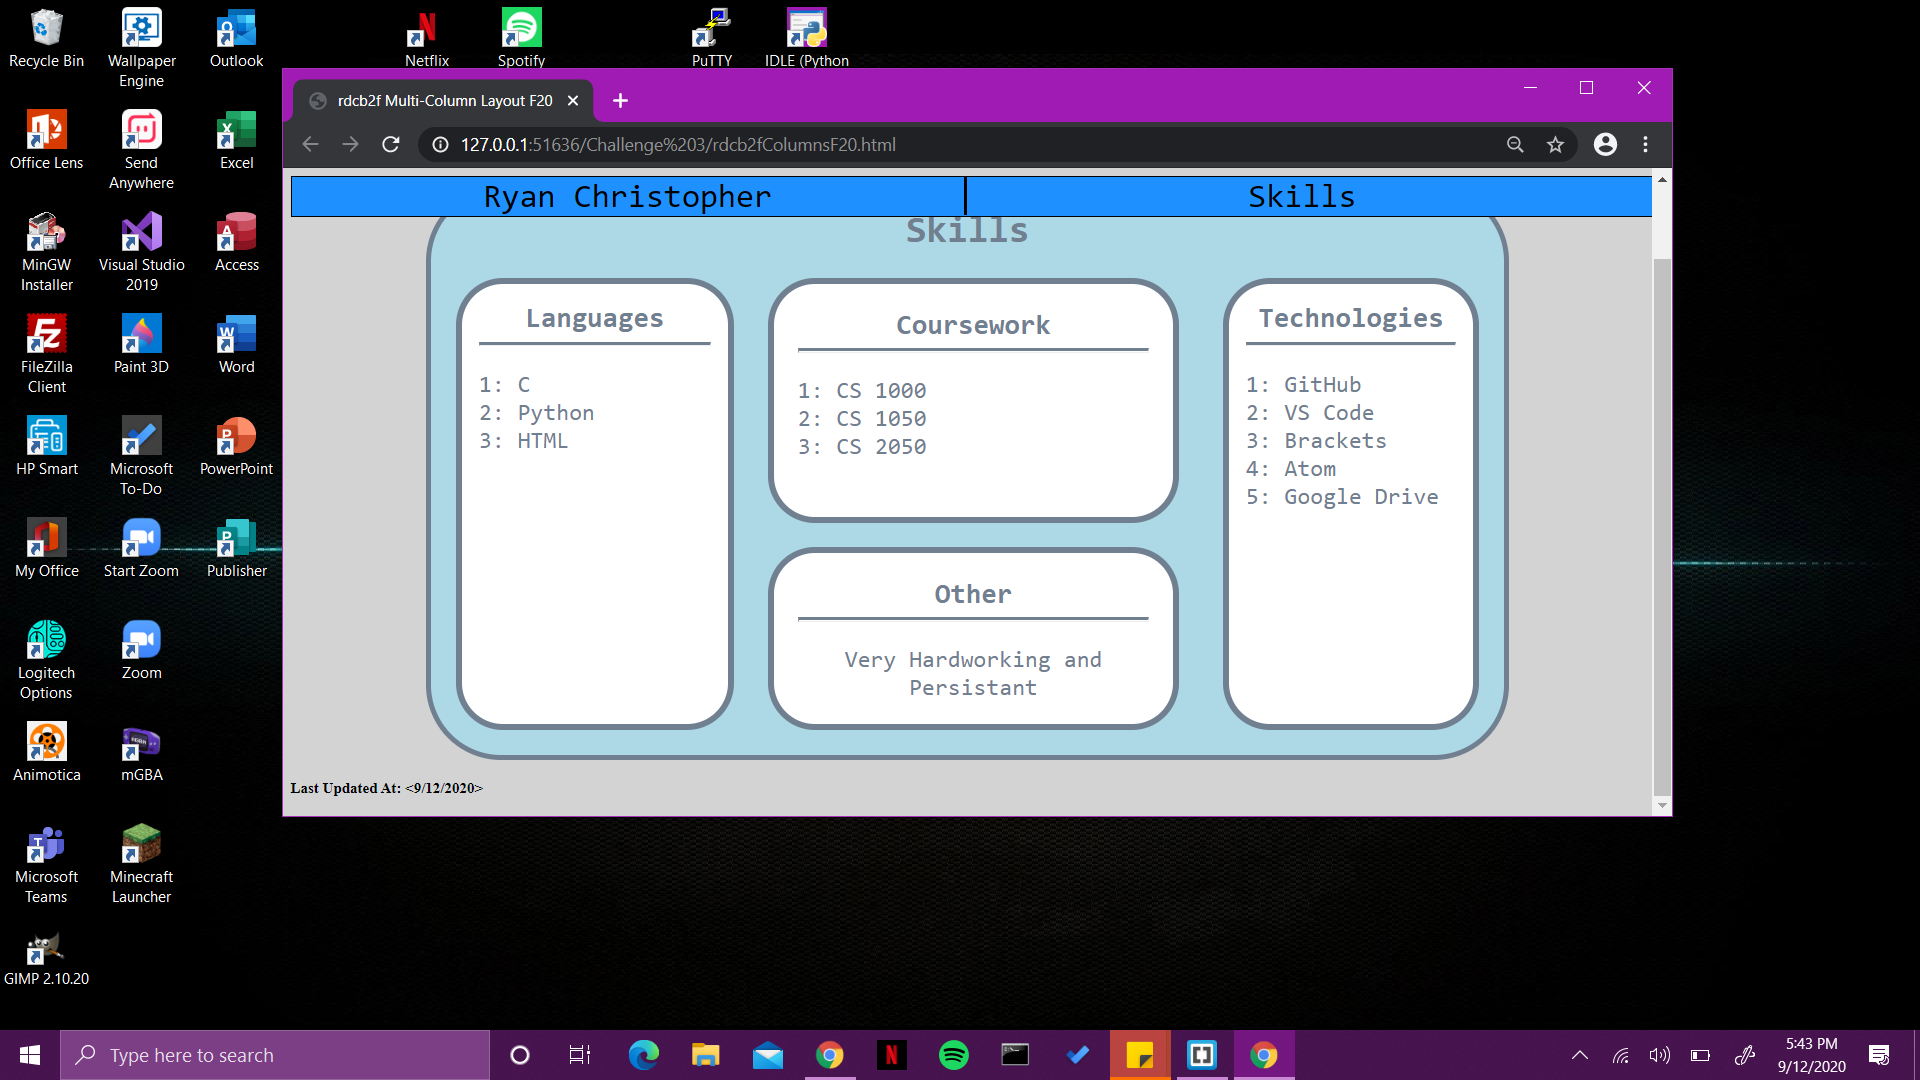 Recycle Bin
Wallpaper
Engine
Outlook
Netflix
Spotify
PuTTY
IDLE (Python
Office Lens
Send
Anywhere
Excel
MinGW
Installer
Visual Studio
2019
Access
FileZilla
Client
Paint 3D
Word
HP Smart
Microsoft
To-Do
PowerPoint
My Office
Start Zoom
Publisher
Logitech
Options
Zoom
Animotica
mGBA
Microsoft
Teams
Minecraft
Launcher
GIMP 2.10.20
rdcb2f Multi-Column Layout F20
127.0.0.1:51636/Challenge%203/rdcb2fColumnsF20.html
Ryan Christopher
Skills
Skills
Languages
1: C
2: Python
3: HTML
Coursework
1: CS 1000
2: CS 1050
3: CS 2050
Other
Very Hardworking and
Persistant
Technologies
1: GitHub
2: VS Code
3: Brackets
4: Atom
5: Google Drive
Last Updated At: <9/12/2020>
Type here to search
5:43 PM
9/12/2020